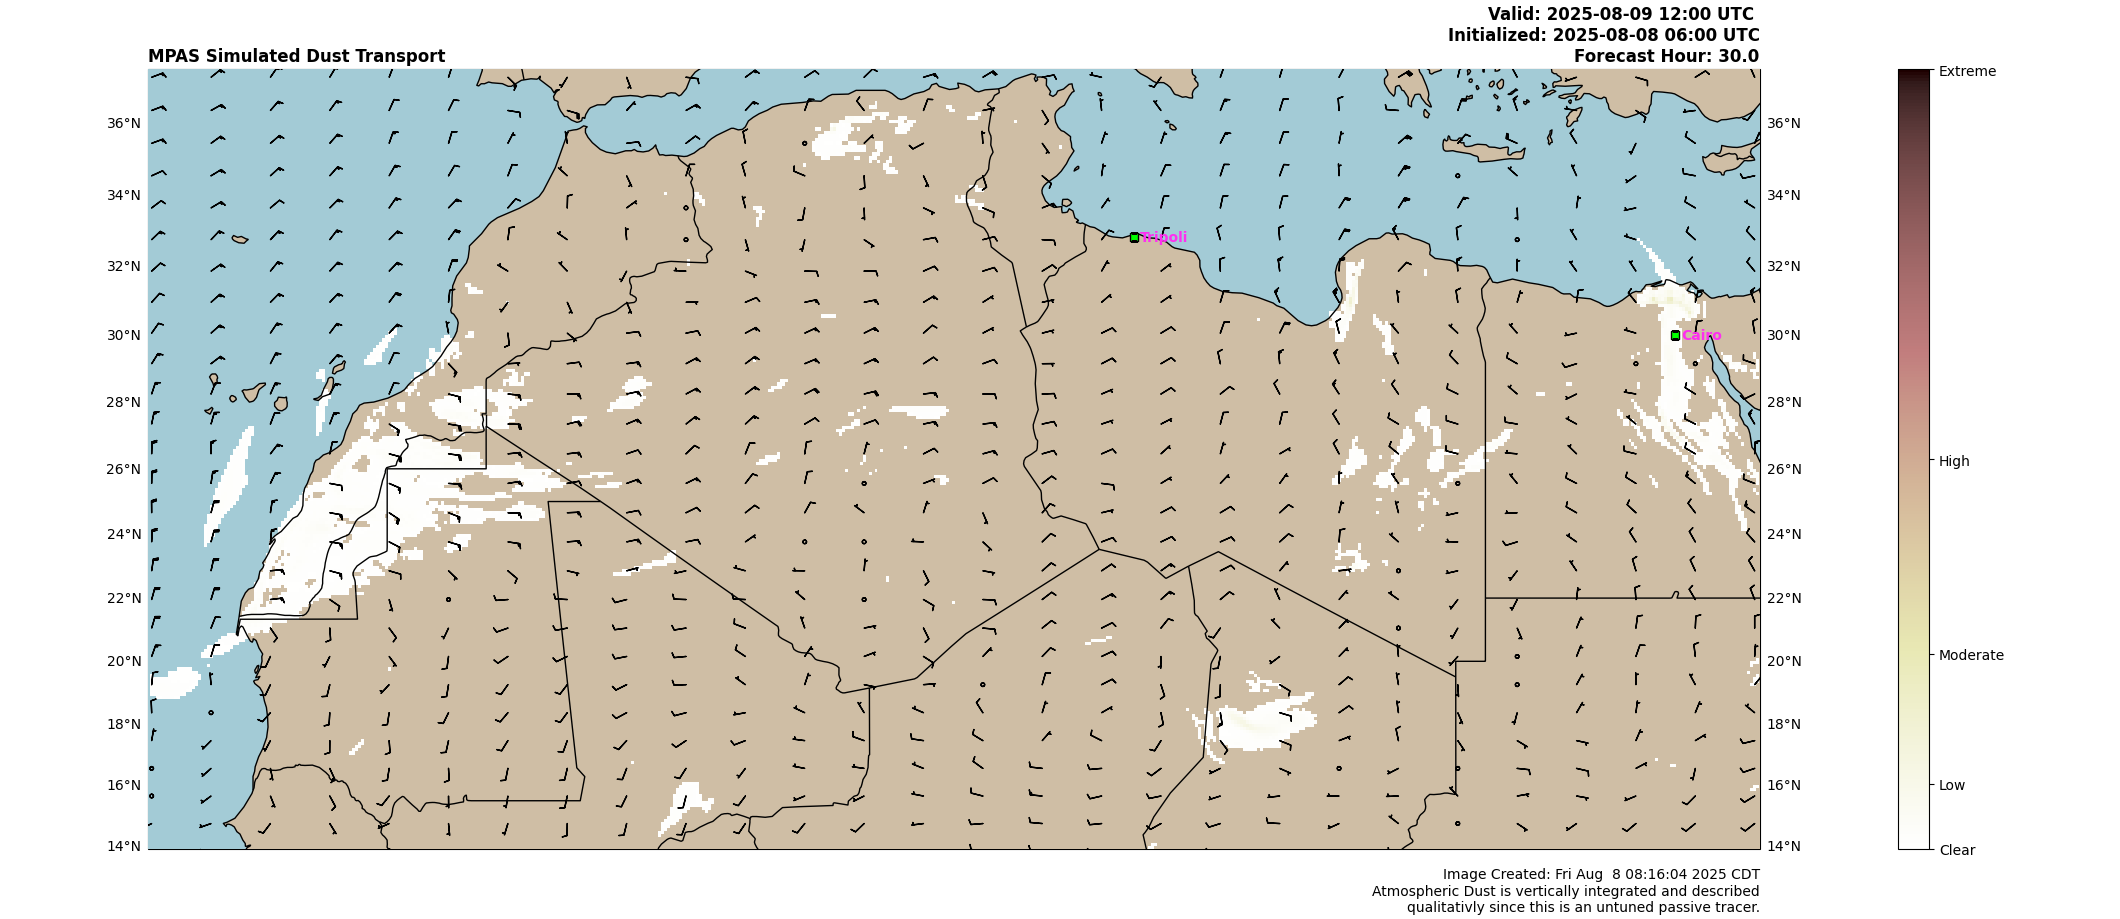 Valid: 2025-08-09 12:00 UTC
Initialized: 2025-08-08 06:00 UTC
MPAS Simulated Dust Transport
Forecast Hour: 30.0
Extreme
High
Moderate
Low
Clear
36°N
34°N
32°N
30°N
28°N
26°N
24°N
22°N
20°N
18°N
16°N
14°N
Tripoli
Cairo
36°N
34°N
32°N
30°N
28°N
26°N
24°N
22°N
20°N
18°N
16°N
14°N
Image Created: Fri Aug  8 08:16:04 2025 CDT
Atmospheric Dust is vertically integrated and described
qualitativly since this is an untuned passive tracer.